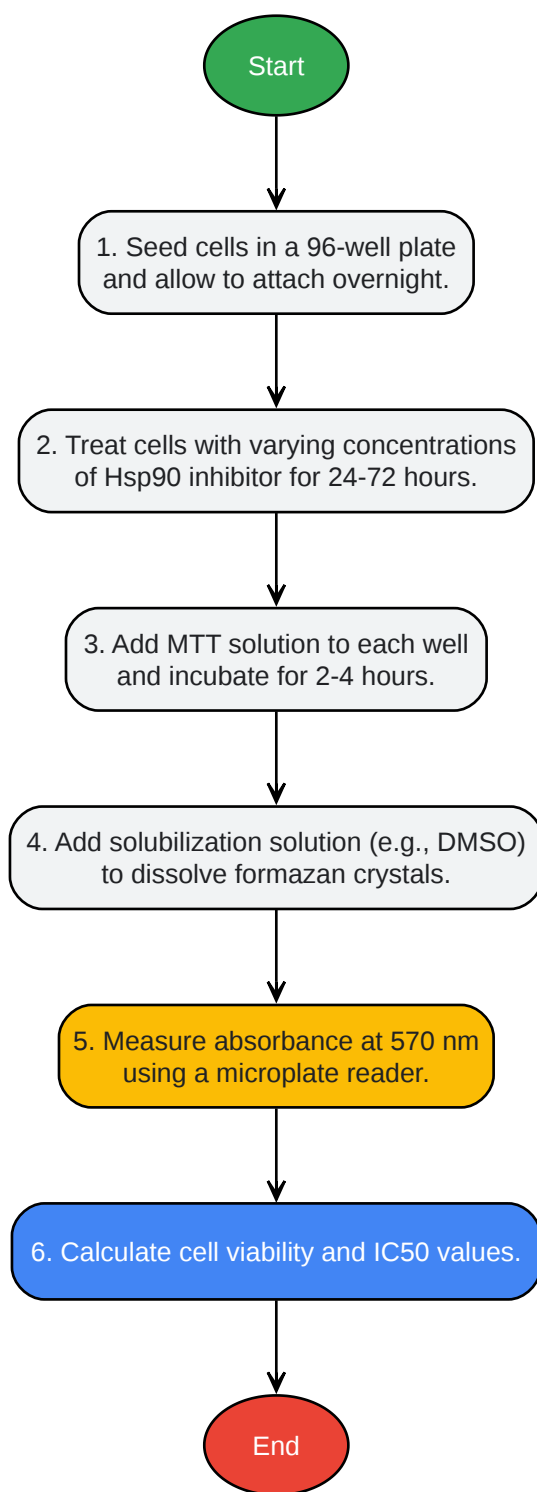 Start
1. Seed cells in a 96-well plate
and allow to attach overnight.
2. Treat cells with varying concentrations
of Hsp90 inhibitor for 24-72 hours.
3. Add MTT solution to each well
and incubate for 2-4 hours.
4. Add solubilization solution (e.g., DMSO)
to dissolve formazan crystals.
5. Measure absorbance at 570 nm
using a microplate reader.
6. Calculate cell viability and IC50 values.
End